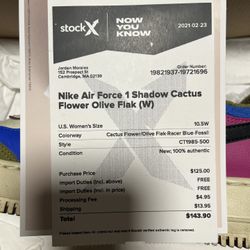 stockX
NOW
YOU
KNOW
2021-02-23
Jordan Morales
152 Prospect St
Cambridge, MA 02139
Order Number:
19821937-19721696
Nike Air Force 1 Shadow Cactus
Flower Olive Flak (W)
U.S. Women's Size
10.5W
Colorway
Cactus Flower/Olive Flak-Racer Blue-Fossil
Style
CT1985-500
Condition
New; 100% authentic
Purchase Price
$125.00
Import Duties (incl. above)
FREE
Import Duties (incl. in price)
FREE
Processing Fee
$4.95
Shipping
$13.95
TOTAL:
$143.90